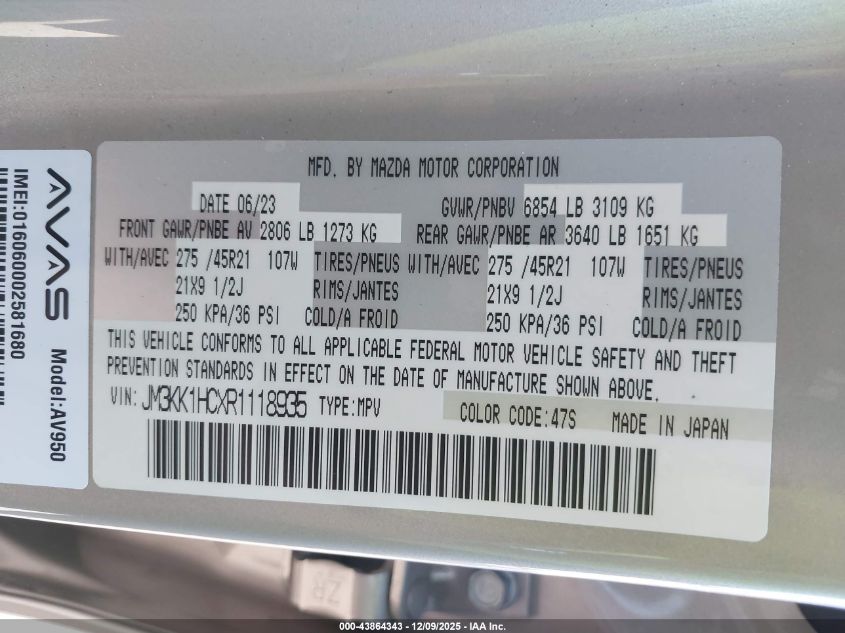 MFD. BY MAZDA MOTOR CORPORATION
DATE 06/23 GVWR/PNBV 6854 LB 3109 KG
FRONT GAWR/PNBE AV 2806 LB 1273 KG REAR GAWR/PNBE AR 3640 LB 1651 KG
WITH/AVEC 275 /45R21 107W TIRES/PNEUS WITH/AVEC 275 /45R21 107W TIRES/PNEUS
21X9 1/2J RIMS/JANTES 21X9 1/2J RIMS/JANTES
250 KPA/36 PSI COLD/A FROID 250 KPA/36 PSI COLD/A FROID
THIS VEHICLE CONFORMS TO ALL APPLICABLE FEDERAL MOTOR VEHICLE SAFETY AND THEFT
PREVENTION STANDARDS IN EFFECT ON THE DATE OF MANUFACTURE SHOWN ABOVE.
VIN: JM3KK1HCXR1118935 TYPE:MPV COLOR CODE:47S MADE IN JAPAN
AVAS Model:AV950
IMEI:016060002581680
ZR
000-43864343 / 12/09/2025 - IAA Inc.